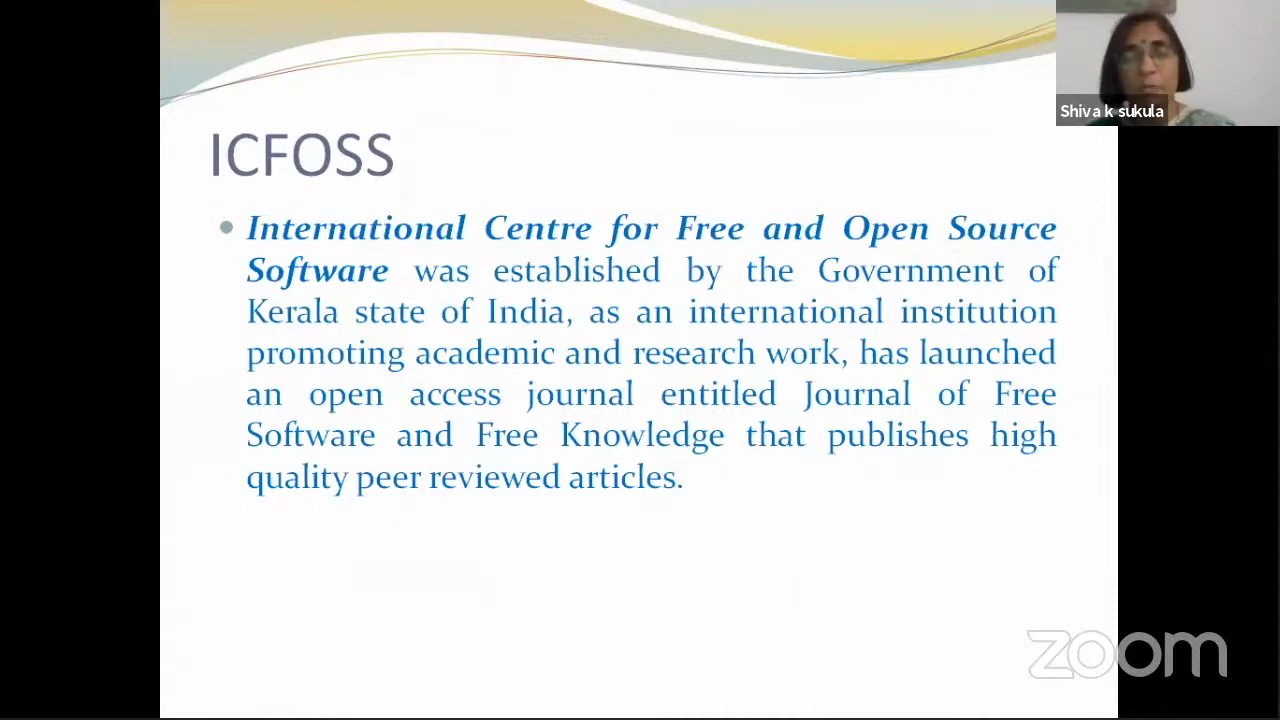 Shiva k sukula
ICFOSS
International Centre for Free and Open Source
Software was established by the Government of
Kerala state of India, as an international institution
promoting academic and research work, has launched
an open access journal entitled Journal of Free
Software and Free Knowledge that publishes high
quality peer reviewed articles.
zoom